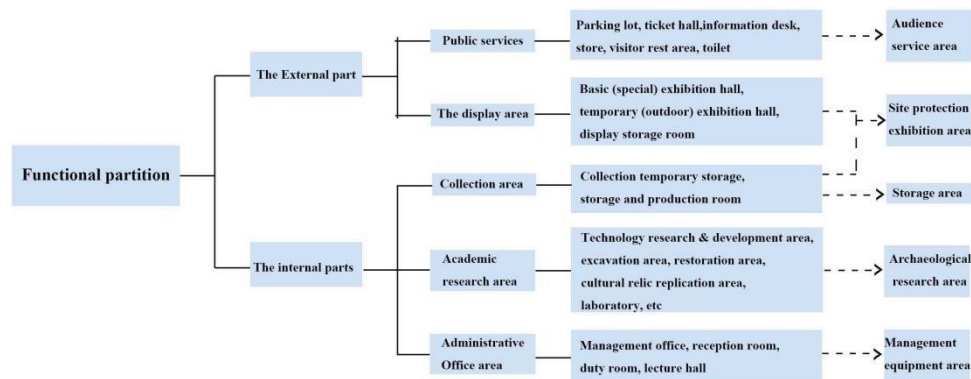 Functional partition
The External part
The internal parts
Public services
The display area
Collection area
Academic
research area
Administrative
Office area
Parking lot, ticket hall,information desk,
store, visitor rest area, toilet
Basic (special) exhibition hall,
temporary (outdoor) exhibition hall,
display storage room
Collection temporary storage,
storage and production room
Technology research & development area,
excavation area, restoration area,
cultural relic replication area,
laboratory, etc
Management office, reception room,
duty room, lecture hall
Audience
service area
Site protection
exhibition area
Storage area
Archaeological
research area
Management
equipment area